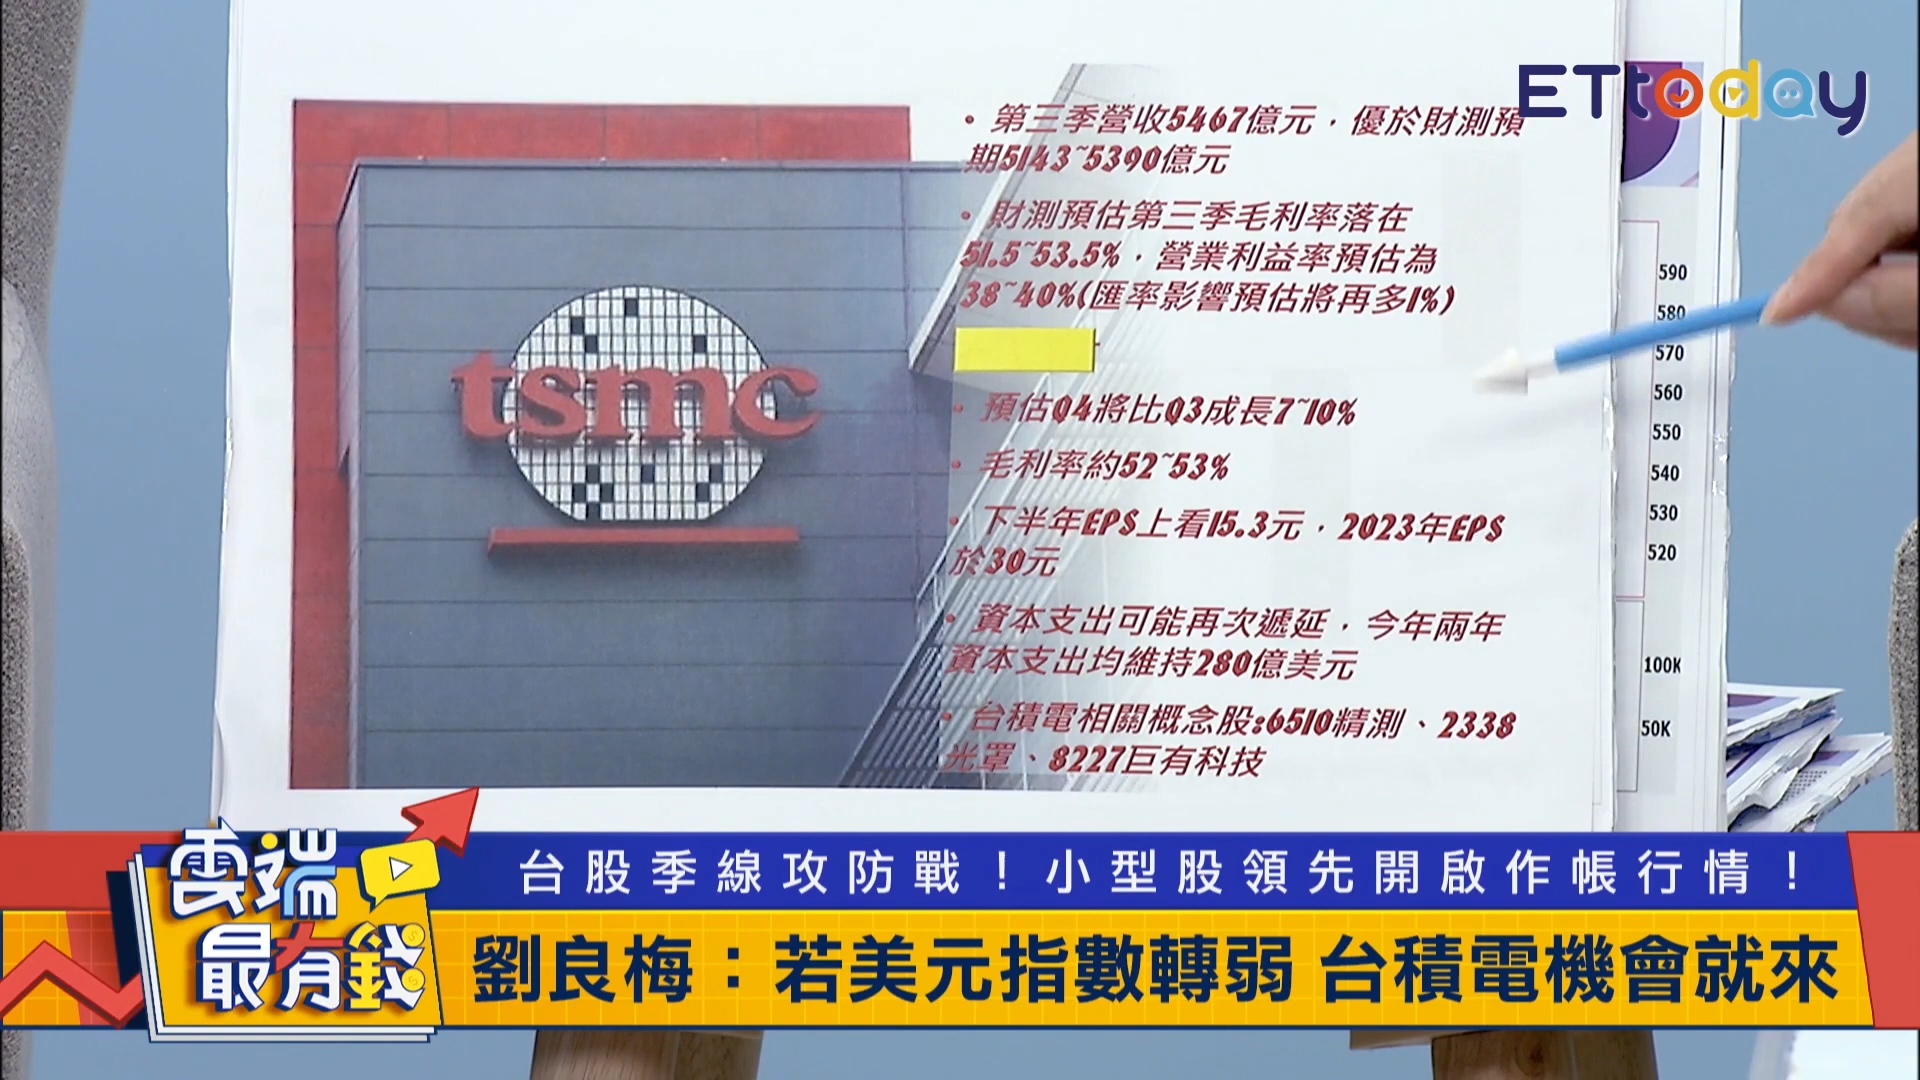 ETtoday
• 第三季營收5467億元，優於財測預
期5143~5390億元
• 財測預估第三季毛利率落在
51.5~53.5%，營業利益率預估為
38~40%(匯率影響預估將再多1%)
• 預估Q4將比Q3成長7~10%
• 毛利率約52~53%
• 下半年EPS上看15.3元，2023年EPS
於30元
• 資本支出可能再次遞延，今年兩年
資本支出均維持280億美元
• 台積電相關概念股:6510精測、2338
光罩、8227巨有科技
tsmc
590
580
570
560
550
540
530
520
100K
50K
台股季線攻防戰！小型股領先開啟作帳行情！
雲端
最有錢
劉良梅：若美元指數轉弱 台積電機會就來